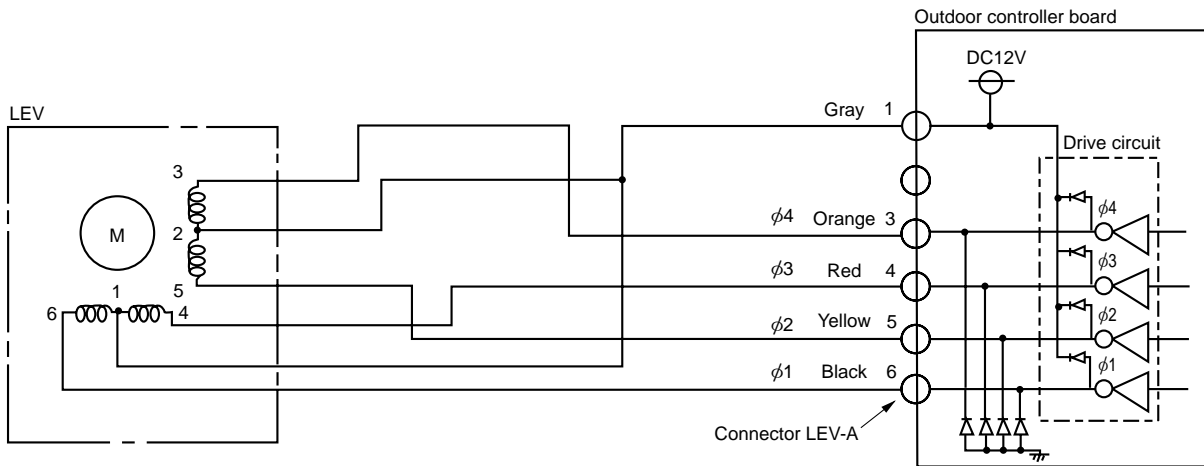 Outdoor controller board
DC12V
LEV
Gray 1
Drive circuit
3
ϕ4 Orange 3
ϕ4
M
2
ϕ3 Red 4
ϕ3
1 5
6 4
ϕ2 Yellow 5
ϕ2
ϕ1 Black 6
ϕ1
Connector LEV-A